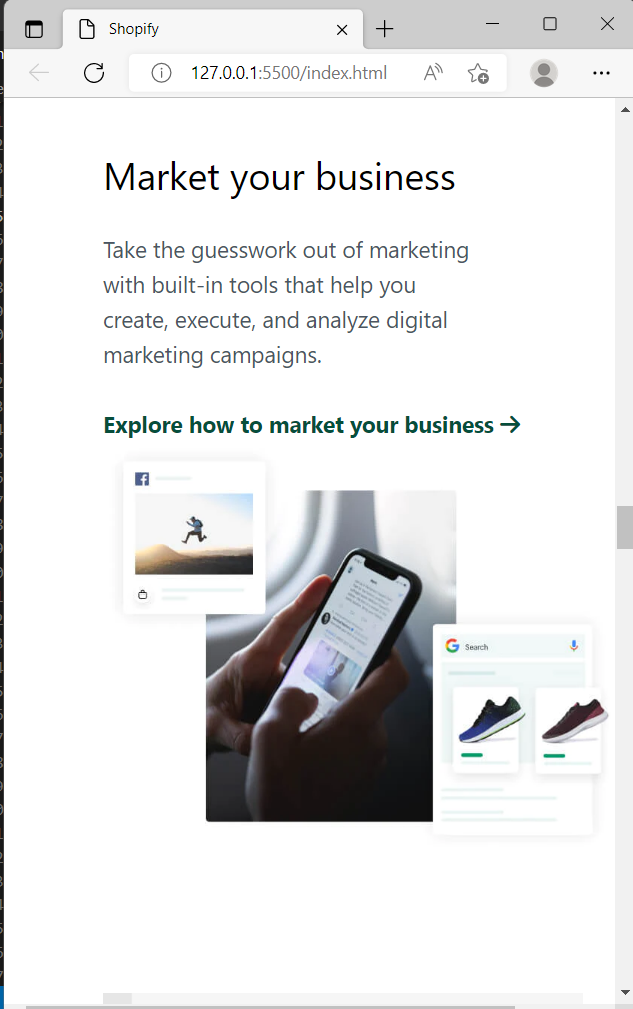 Shopify
127.0.0.1:5500/index.html
Market your business
Take the guesswork out of marketing
with built-in tools that help you
create, execute, and analyze digital
marketing campaigns.
Explore how to market your business →
Search